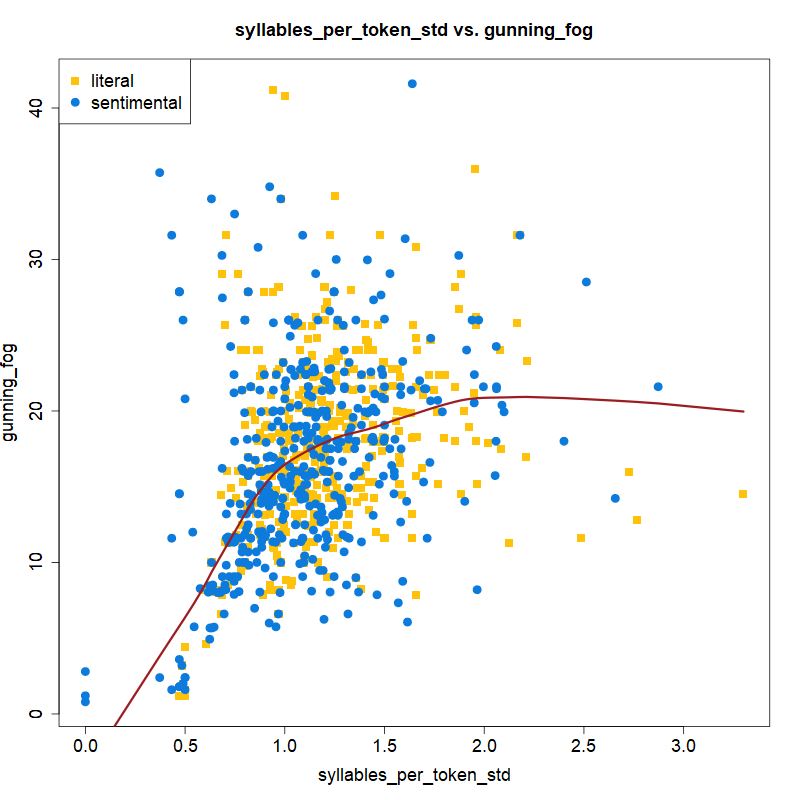 syllables_per_token_std vs. gunning_fog
literal
sentimental
40
30
20
10
0
gunning_fog
0.0 0.5 1.0 1.5 2.0 2.5 3.0
syllables_per_token_std